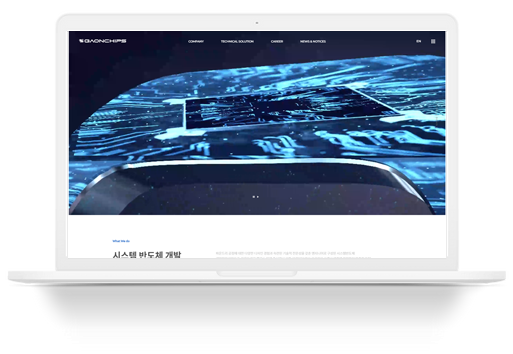 GAONCHIPS
COMPANY TECHNICAL SOLUTION CAREER NEWS & NOTICES EN
What We do
시스템 반도체 개발